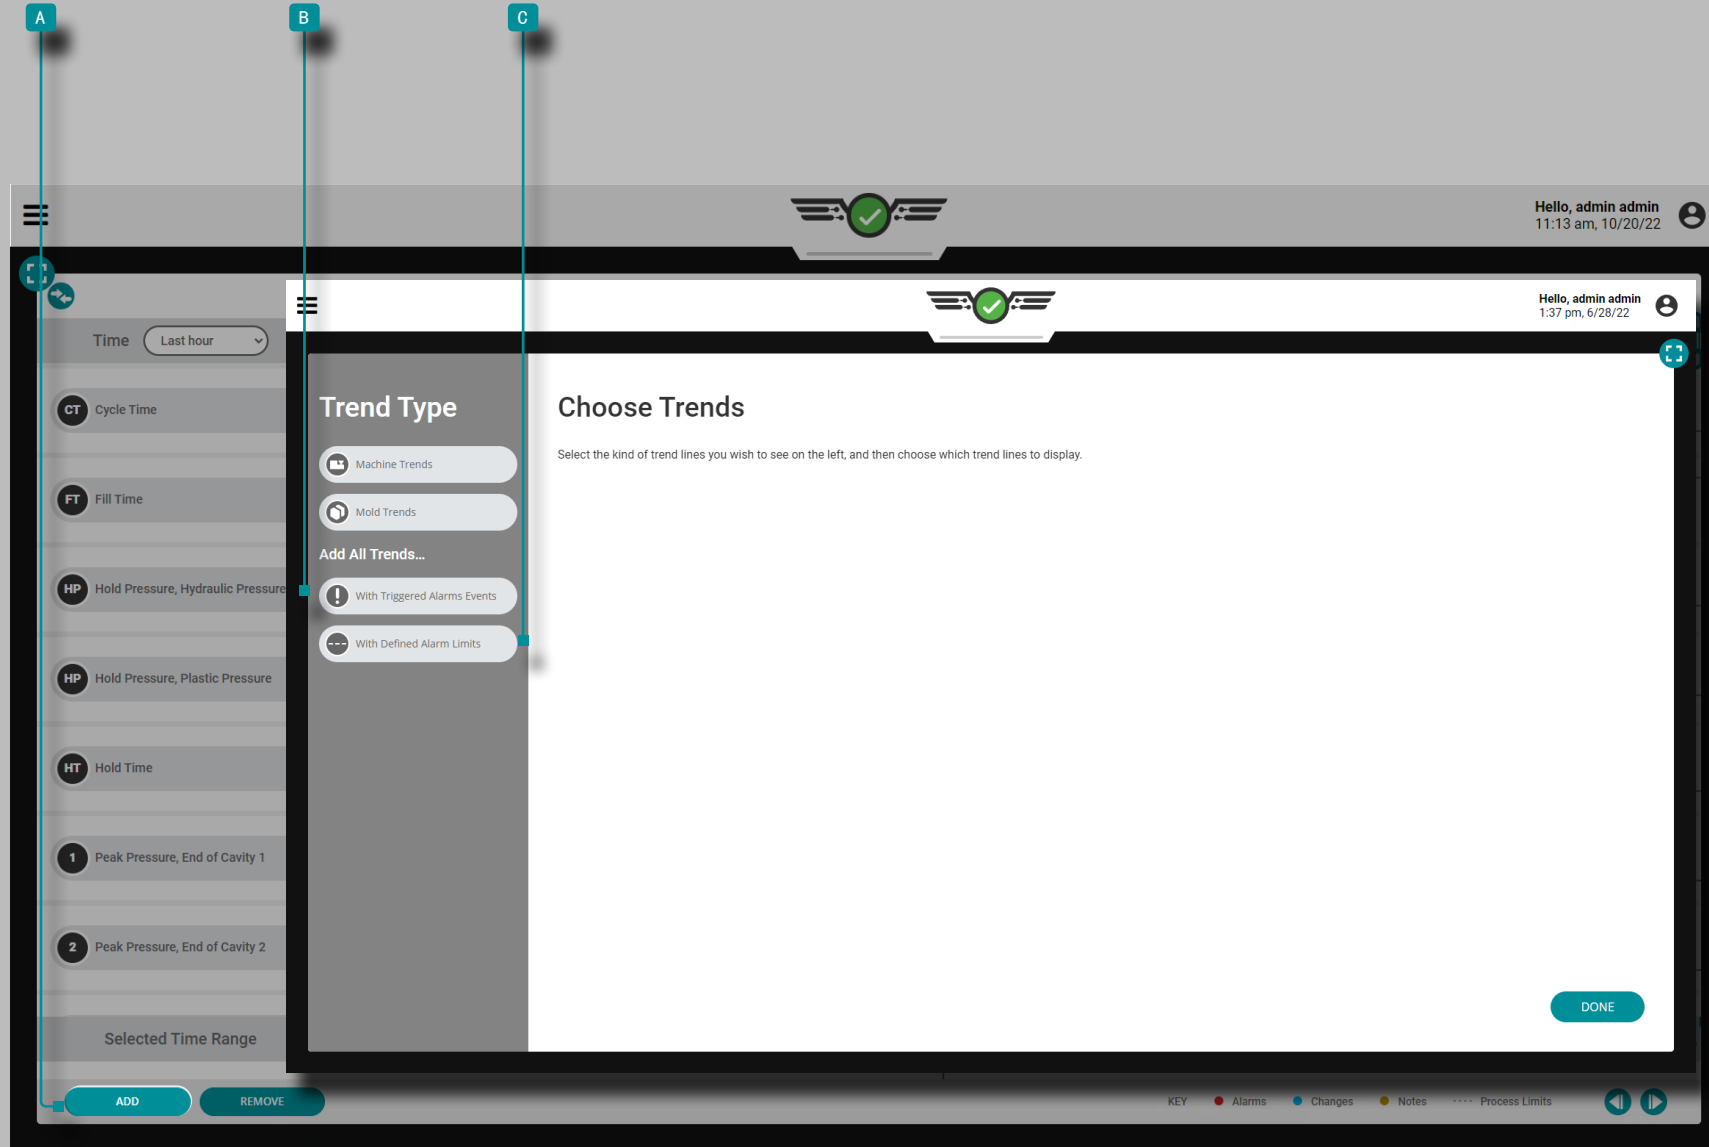 A
B
C
Hello, admin admin
11:13 am, 10/20/22
Time
Last hour
CT Cycle Time
FT Fill Time
HP Hold Pressure, Hydraulic Pressure
HP Hold Pressure, Plastic Pressure
HT Hold Time
1 Peak Pressure, End of Cavity 1
2 Peak Pressure, End of Cavity 2
Selected Time Range
ADD
REMOVE
Hello, admin admin
1:37 pm, 6/28/22
Trend Type
Machine Trends
Mold Trends
Add All Trends...
With Triggered Alarms Events
With Defined Alarm Limits
Choose Trends
Select the kind of trend lines you wish to see on the left, and then choose which trend lines to display.
DONE
KEY
Alarms
Changes
Notes
Process Limits